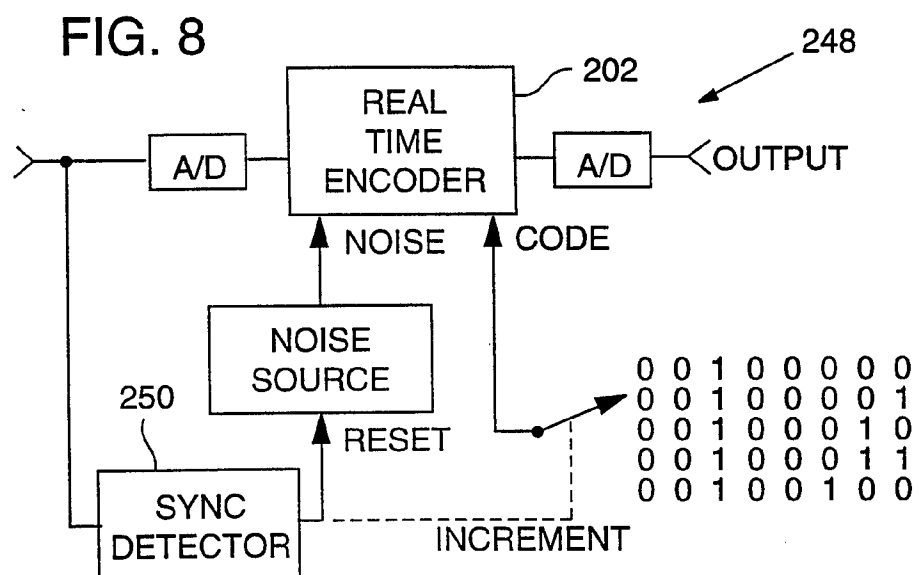 FIG. 8
248
202
REAL
TIME
ENCODER
A/D
A/D
OUTPUT
NOISE
CODE
NOISE
SOURCE
250
RESET
SYNC
DETECTOR
INCREMENT
0 0 1 0 0 0 0 0
0 0 1 0 0 0 0 1
0 0 1 0 0 0 1 0
0 0 1 0 0 0 1 1
0 0 1 0 0 1 0 0